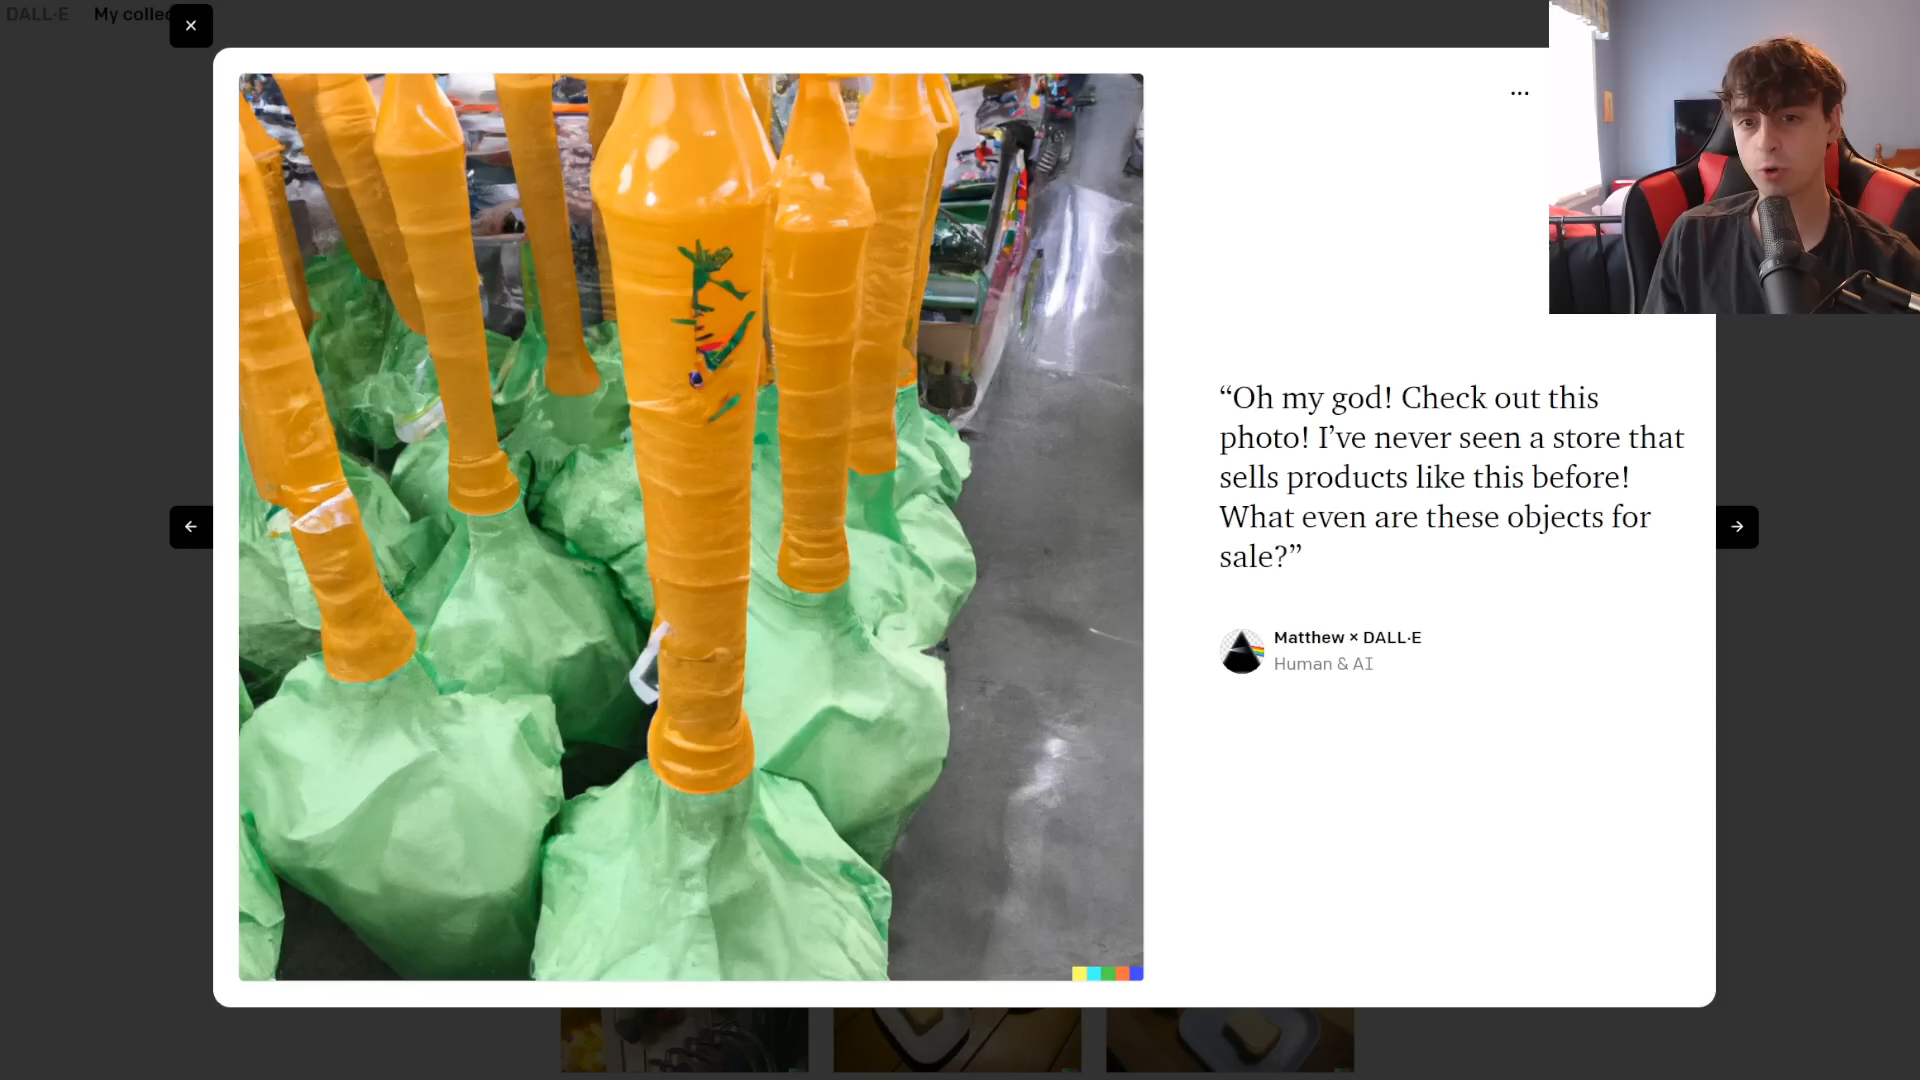 DALL·E My collec
“Oh my god! Check out this
photo! I’ve never seen a store that
sells products like this before!
What even are these objects for
sale?”
Matthew × DALL·E
Human & AI